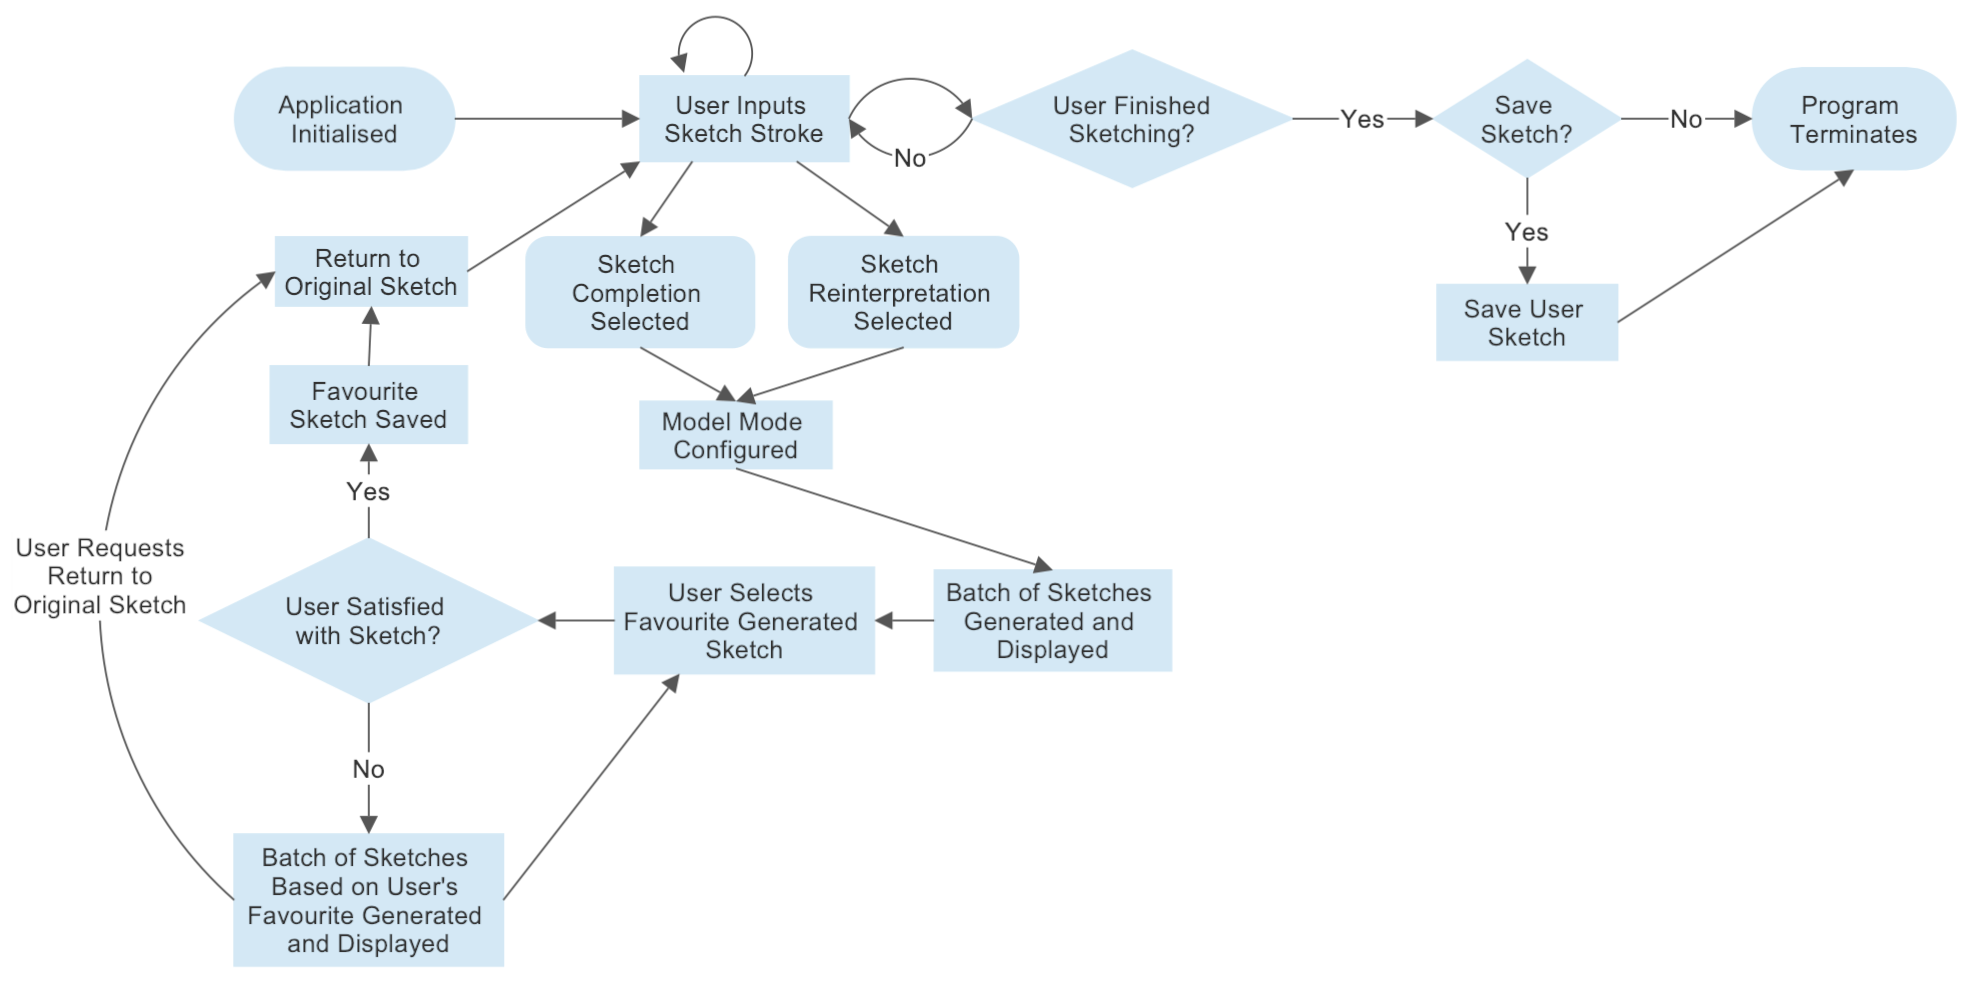 Application
Initialised
User Inputs
Sketch Stroke
User Finished
Sketching?
Yes
Save
Sketch?
No
Program
Terminates
No
Yes
Save User
Sketch
Return to
Original Sketch
Sketch
Completion
Selected
Sketch
Reinterpretation
Selected
Favourite
Sketch Saved
Model Mode
Configured
Yes
User Requests
Return to
Original Sketch
User Satisfied
with Sketch?
User Selects
Favourite Generated
Sketch
Batch of Sketches
Generated and
Displayed
No
Batch of Sketches
Based on User's
Favourite Generated
and Displayed